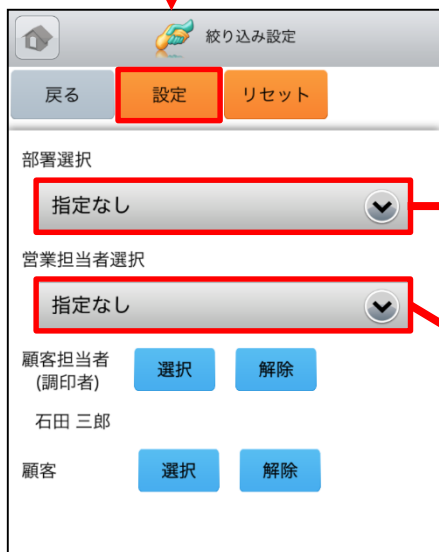 絞り込み設定
戻る 設定 リセット
部署選択
指定なし
営業担当者選択
指定なし
顧客担当者 選択 解除
(調印者)
石田 三郎
顧客 選択 解除